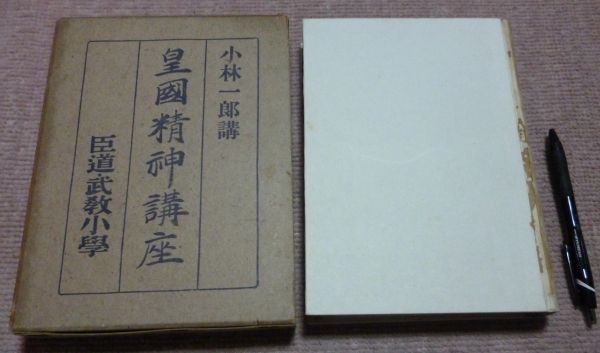 小林一郎講
皇國精神講座
臣道 武教小學